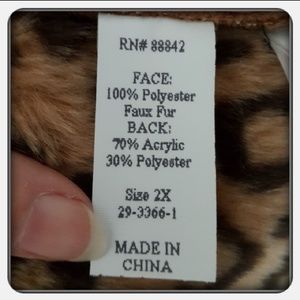 RN# 88842
FACE:
100% Polyester
Faux Fur
BACK:
70% Acrylic
30% Polyester
Size 2X
29-3366-1
MADE IN
CHINA